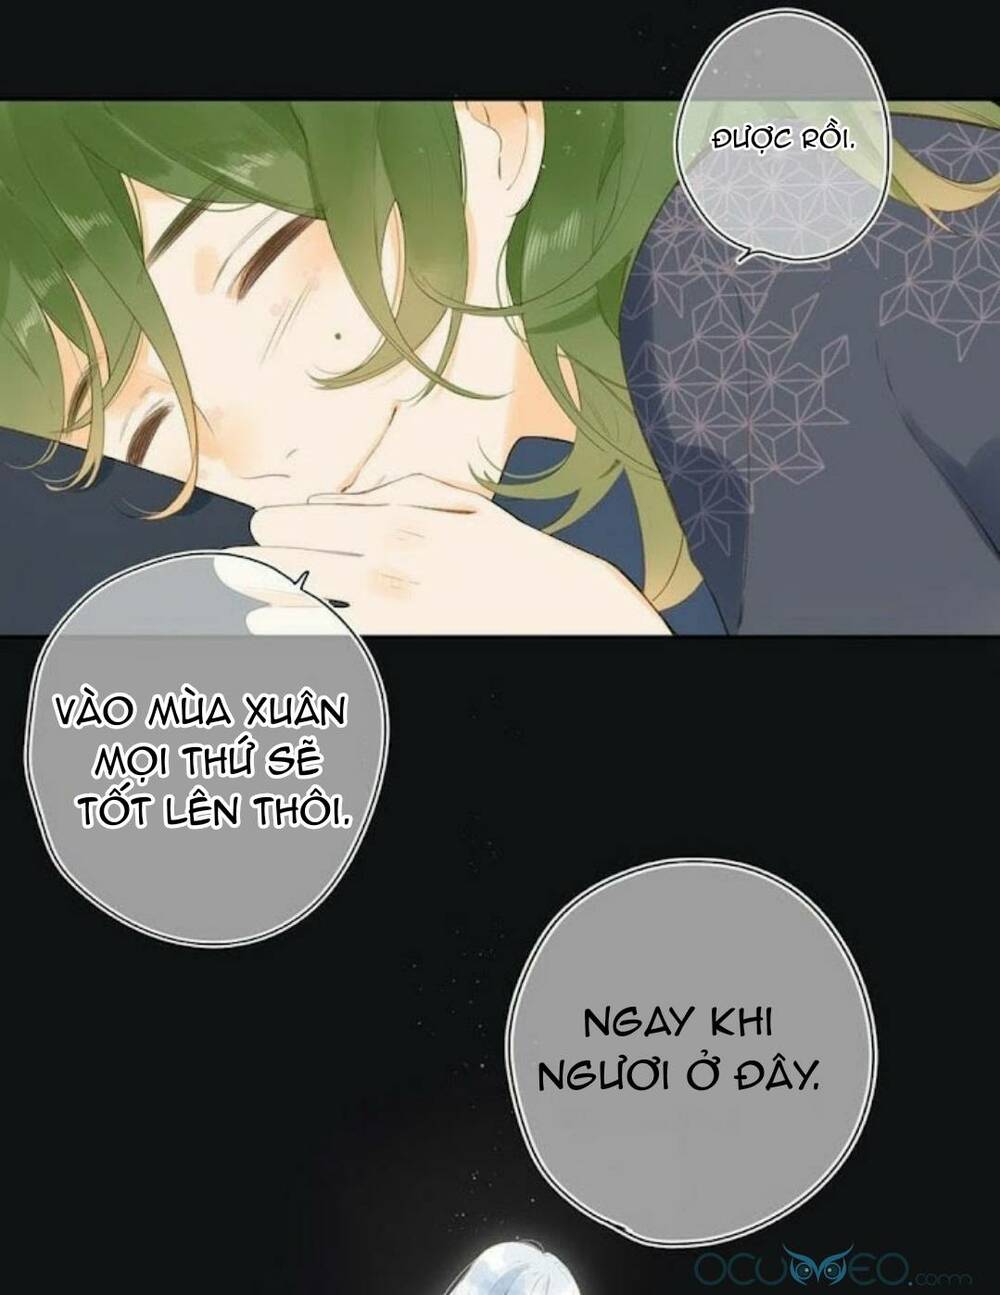 ĐƯỢC RỒI.
VÀO MÙA XUÂN
MỌI THỨ SẼ
TỐT LÊN THÔI.
NGAY KHI
NGƯƠI Ở ĐÂY.
OCUMEO.com